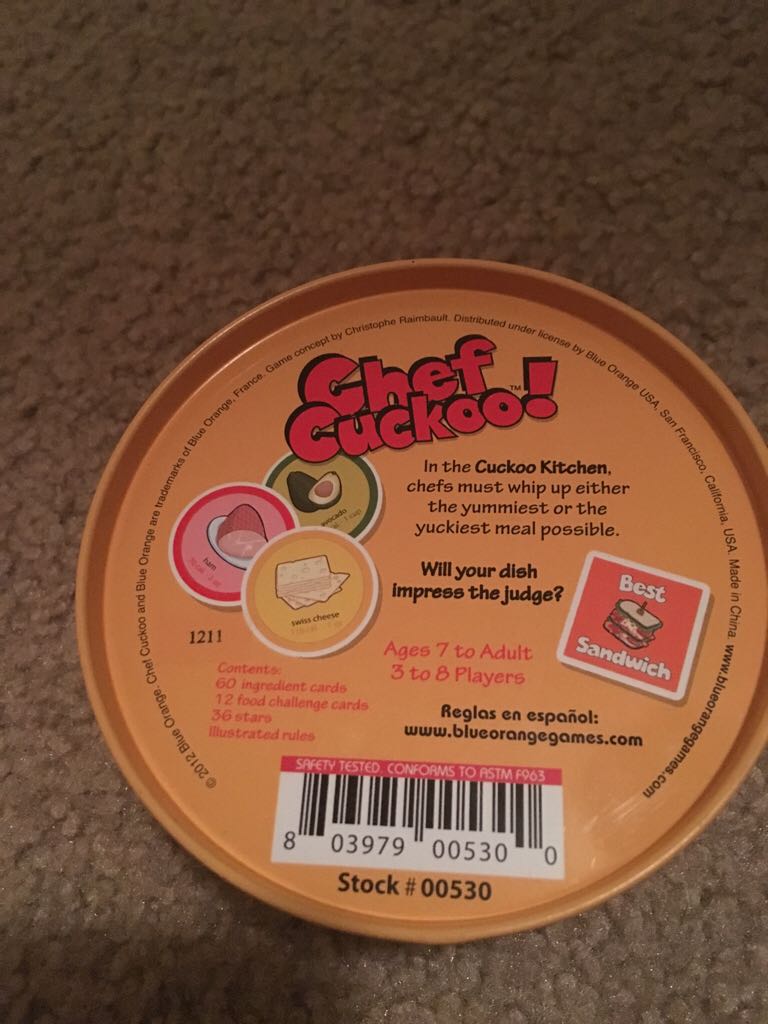 © 2012 Blue Orange. Chef Cuckoo and Blue Orange are trademarks of Blue Orange, France. Game concept by Christophe Raimbault. Distributed under license by Blue Orange USA, San Francisco, California, USA. Made in China. www.blueorangegames.com
Chef
Cuckoo!™
In the Cuckoo Kitchen,
chefs must whip up either
the yummiest or the
yuckiest meal possible.
Will your dish
impress the judge?
avocado
1 cup
ham
swiss cheese
Best
Sandwich
1211
Ages 7 to Adult
3 to 8 Players
Contents:
60 ingredient cards
12 food challenge cards
36 stars
illustrated rules
Reglas en español:
www.blueorangegames.com
SAFETY TESTED. CONFORMS TO ASTM F963
8 03979 00530 0
Stock # 00530